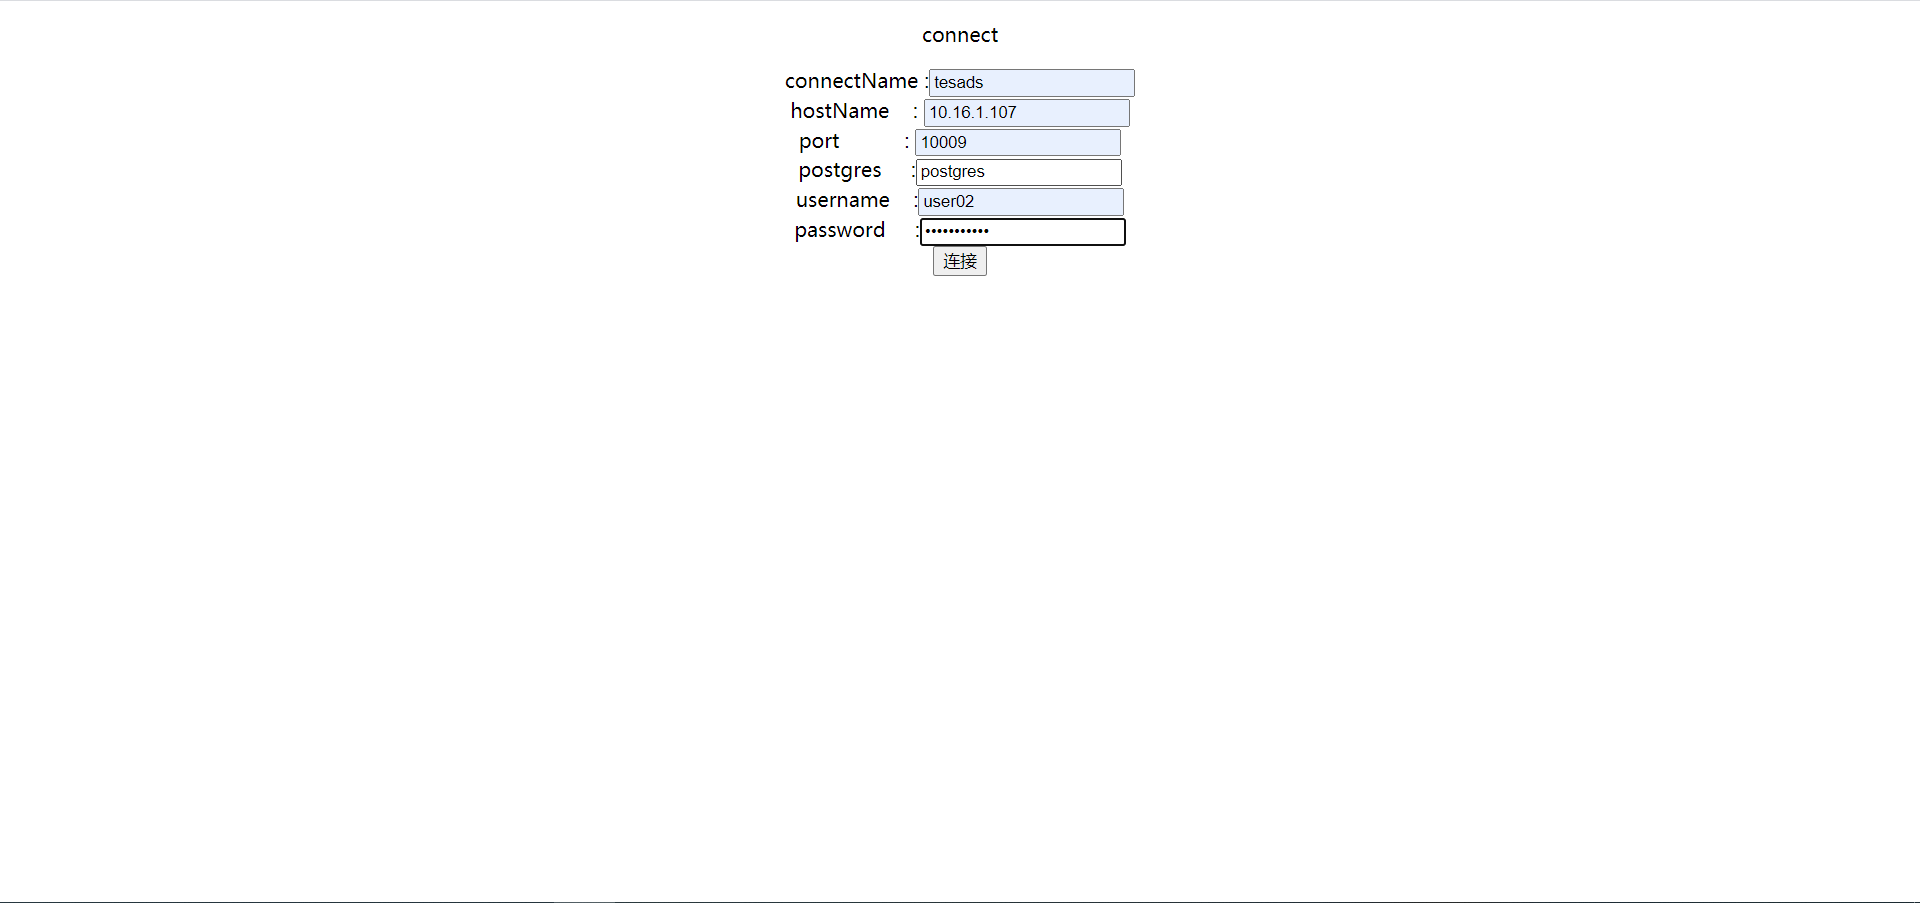 connect
connectName :tesads
hostName : 10.16.1.107
port : 10009
postgres :postgres
username :user02
password :•••••••••••
连接